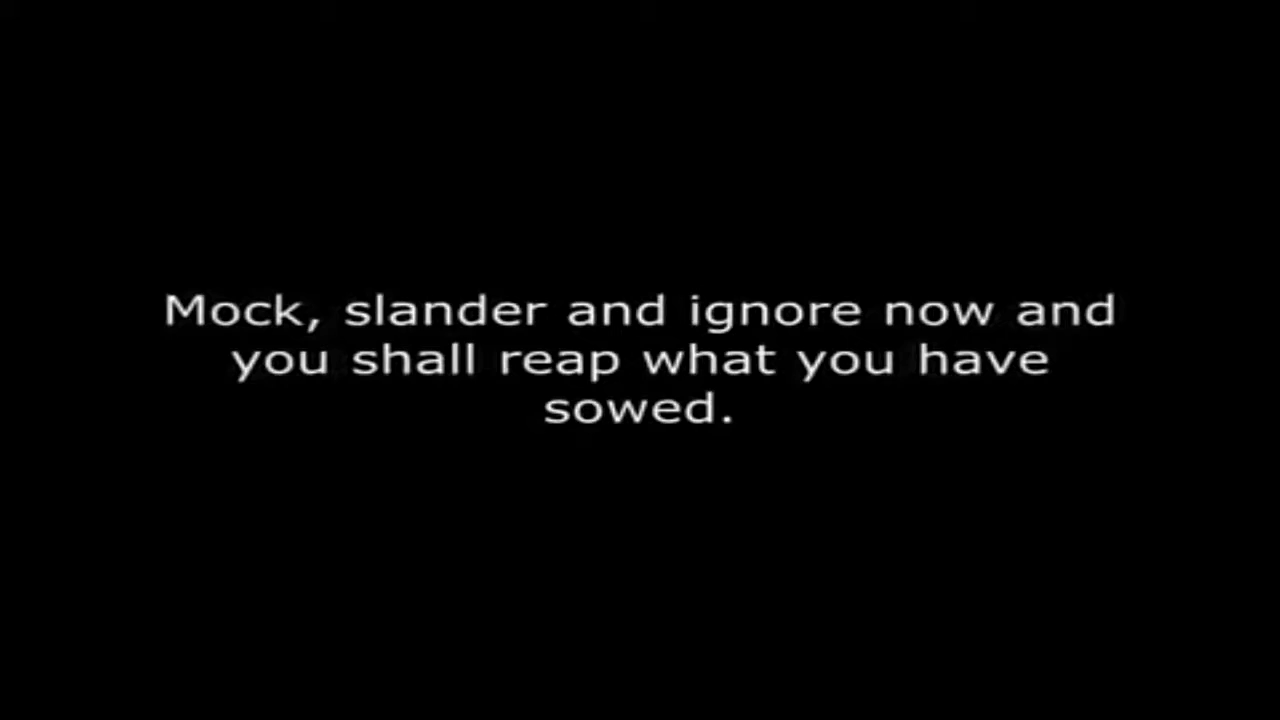 Mock, slander and ignore now and
you shall reap what you have
sowed.